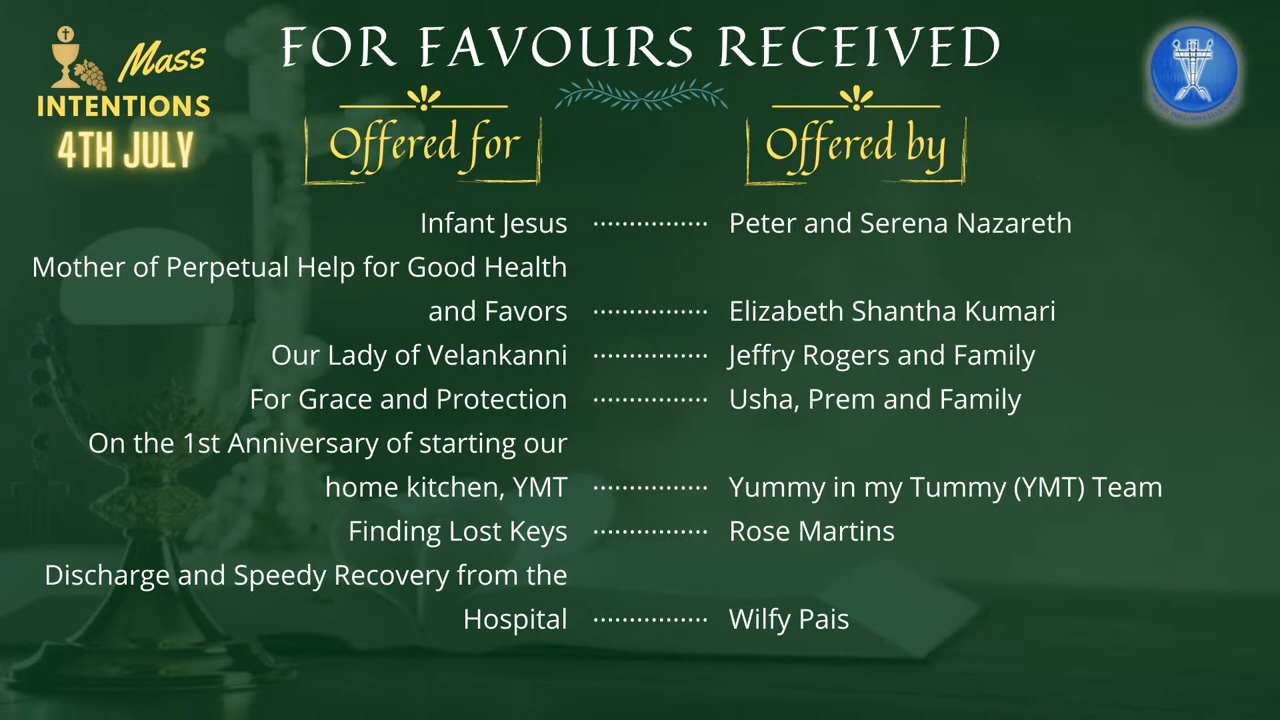 Mass
INTENTIONS
4TH JULY
FOR FAVOURS RECEIVED
Offered for
Offered by
Infant Jesus ................ Peter and Serena Nazareth
Mother of Perpetual Help for Good Health
and Favors ................ Elizabeth Shantha Kumari
Our Lady of Velankanni ................ Jeffry Rogers and Family
For Grace and Protection ................ Usha, Prem and Family
On the 1st Anniversary of starting our
home kitchen, YMT ................ Yummy in my Tummy (YMT) Team
Finding Lost Keys ................ Rose Martins
Discharge and Speedy Recovery from the
Hospital ................ Wilfy Pais